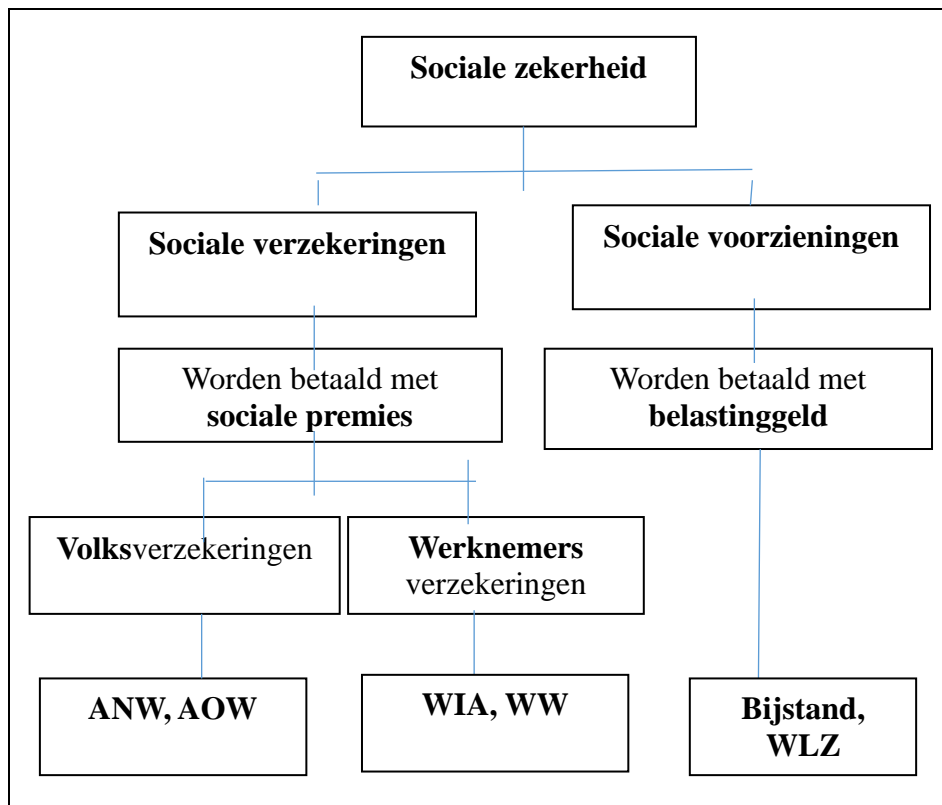 Sociale zekerheid
Sociale verzekeringen
Sociale voorzieningen
Worden betaald met
sociale premies
Worden betaald met
belastinggeld
Volksverzekeringen
Werknemers
verzekeringen
ANW, AOW
WIA, WW
Bijstand,
WLZ